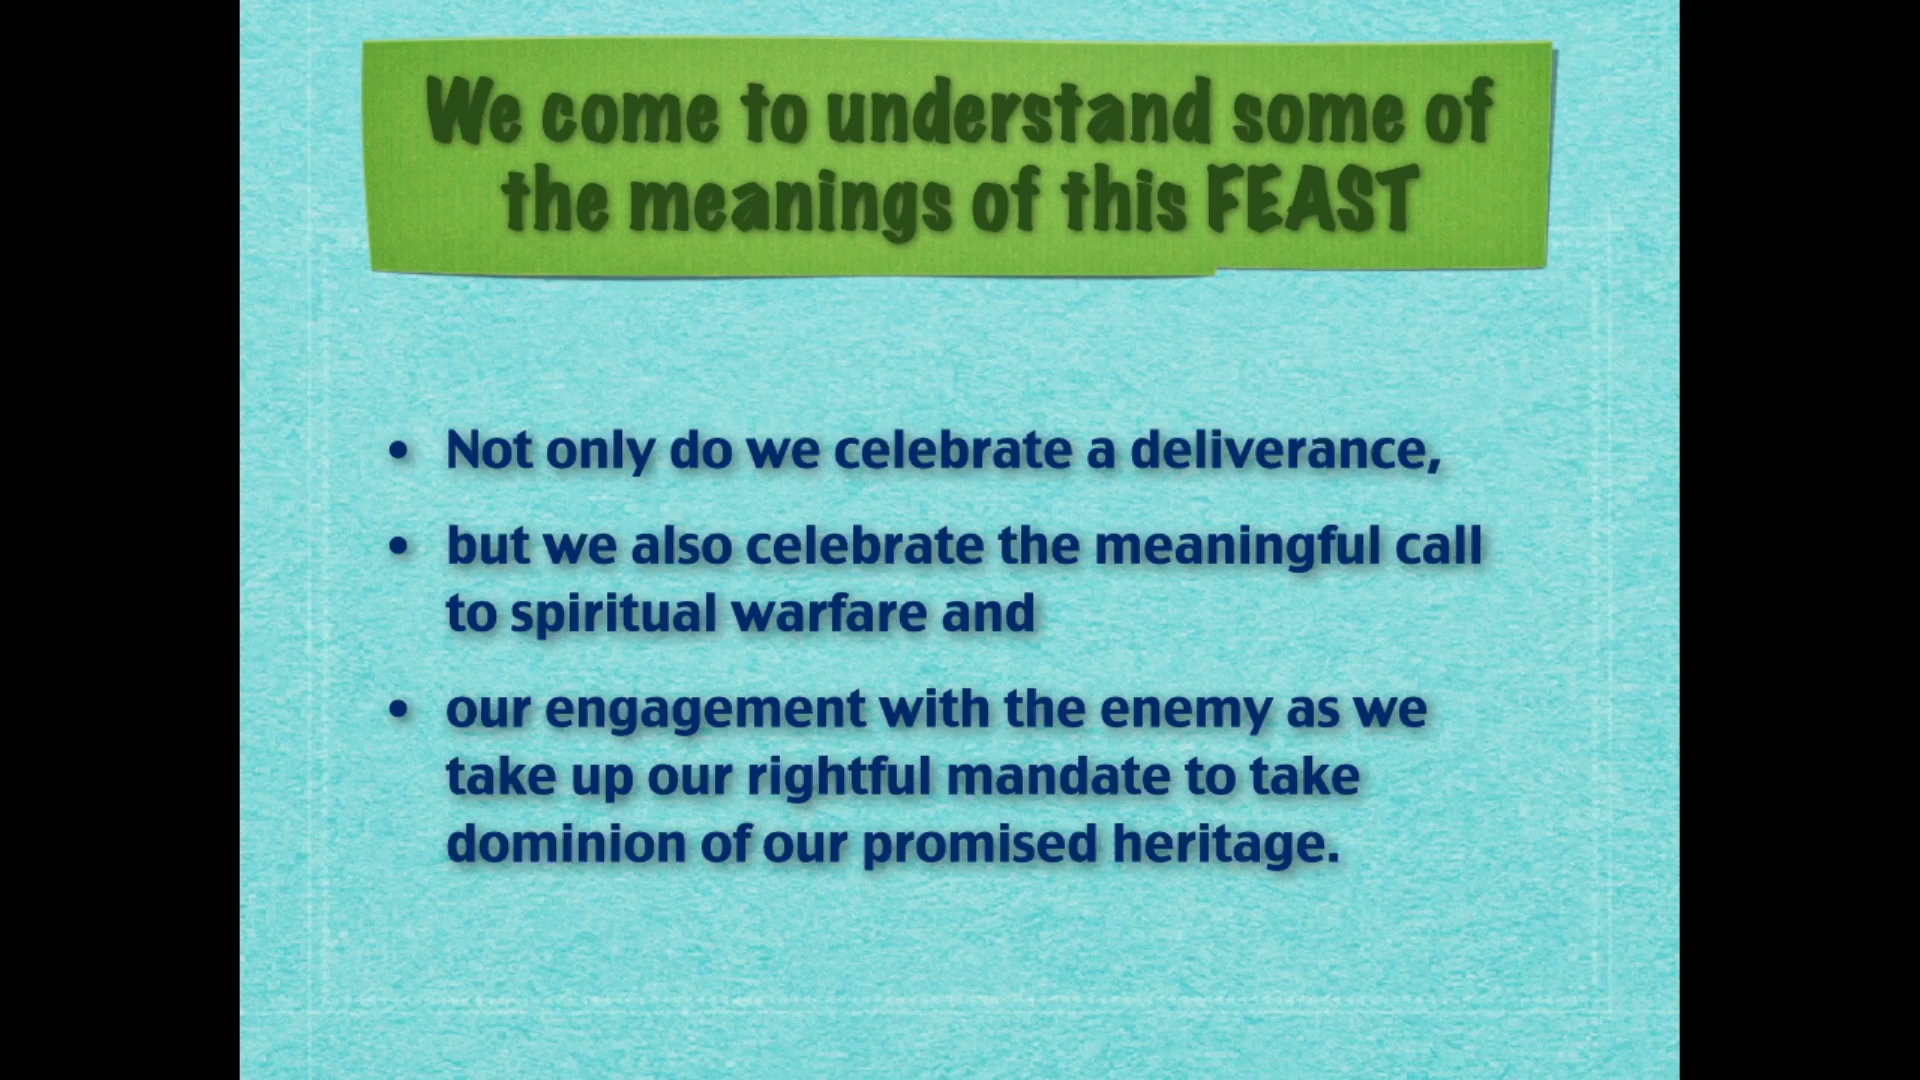 We come to understand some of
the meanings of this FEAST
• Not only do we celebrate a deliverance,
• but we also celebrate the meaningful call
to spiritual warfare and
• our engagement with the enemy as we
take up our rightful mandate to take
dominion of our promised heritage.